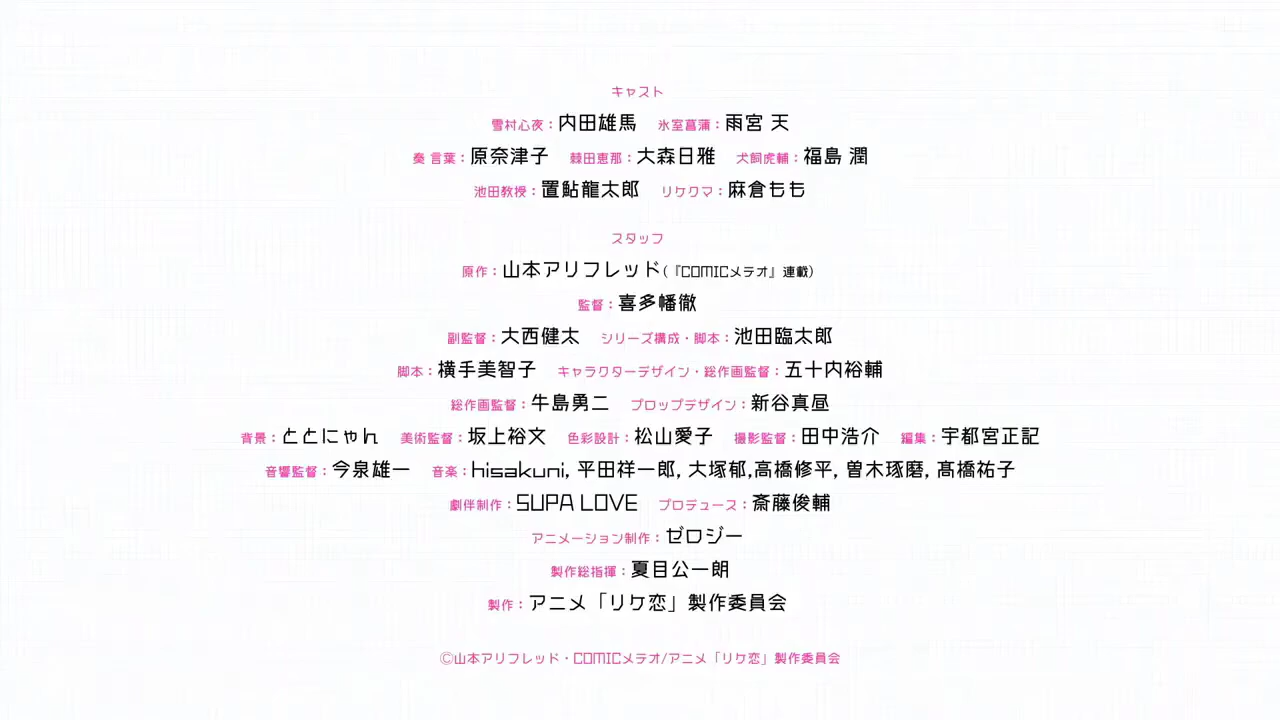 キャスト
雪村心夜：内田雄馬　氷室菖蒲：雨宮 天
奏 言葉：原奈津子　棘田恵那：大森日雅　犬飼虎輔：福島 潤
池田教授：置鮎龍太郎　リケクマ：麻倉もも
スタッフ
原作：山本アリフレッド(『COMICメテオ』連載)
監督：喜多幡徹
副監督：大西健太　シリーズ構成・脚本：池田臨太郎
脚本：横手美智子　キャラクターデザイン・総作画監督：五十内裕輔
総作画監督：牛島勇二　プロップデザイン：新谷真昼
背景：ととにゃん　美術監督：坂上裕文　色彩設計：松山愛子　撮影監督：田中浩介　編集：宇都宮正記
音響監督：今泉雄一　音楽：hisakuni, 平田祥一郎, 大塚郁,高橋修平, 曽木琢磨, 髙橋祐子
劇伴制作：SUPA LOVE　プロデュース：斎藤俊輔
アニメーション制作：ゼロジー
製作総指揮：夏目公一朗
製作：アニメ「リケ恋」製作委員会
Ⓒ山本アリフレッド・COMICメテオ/アニメ「リケ恋」製作委員会